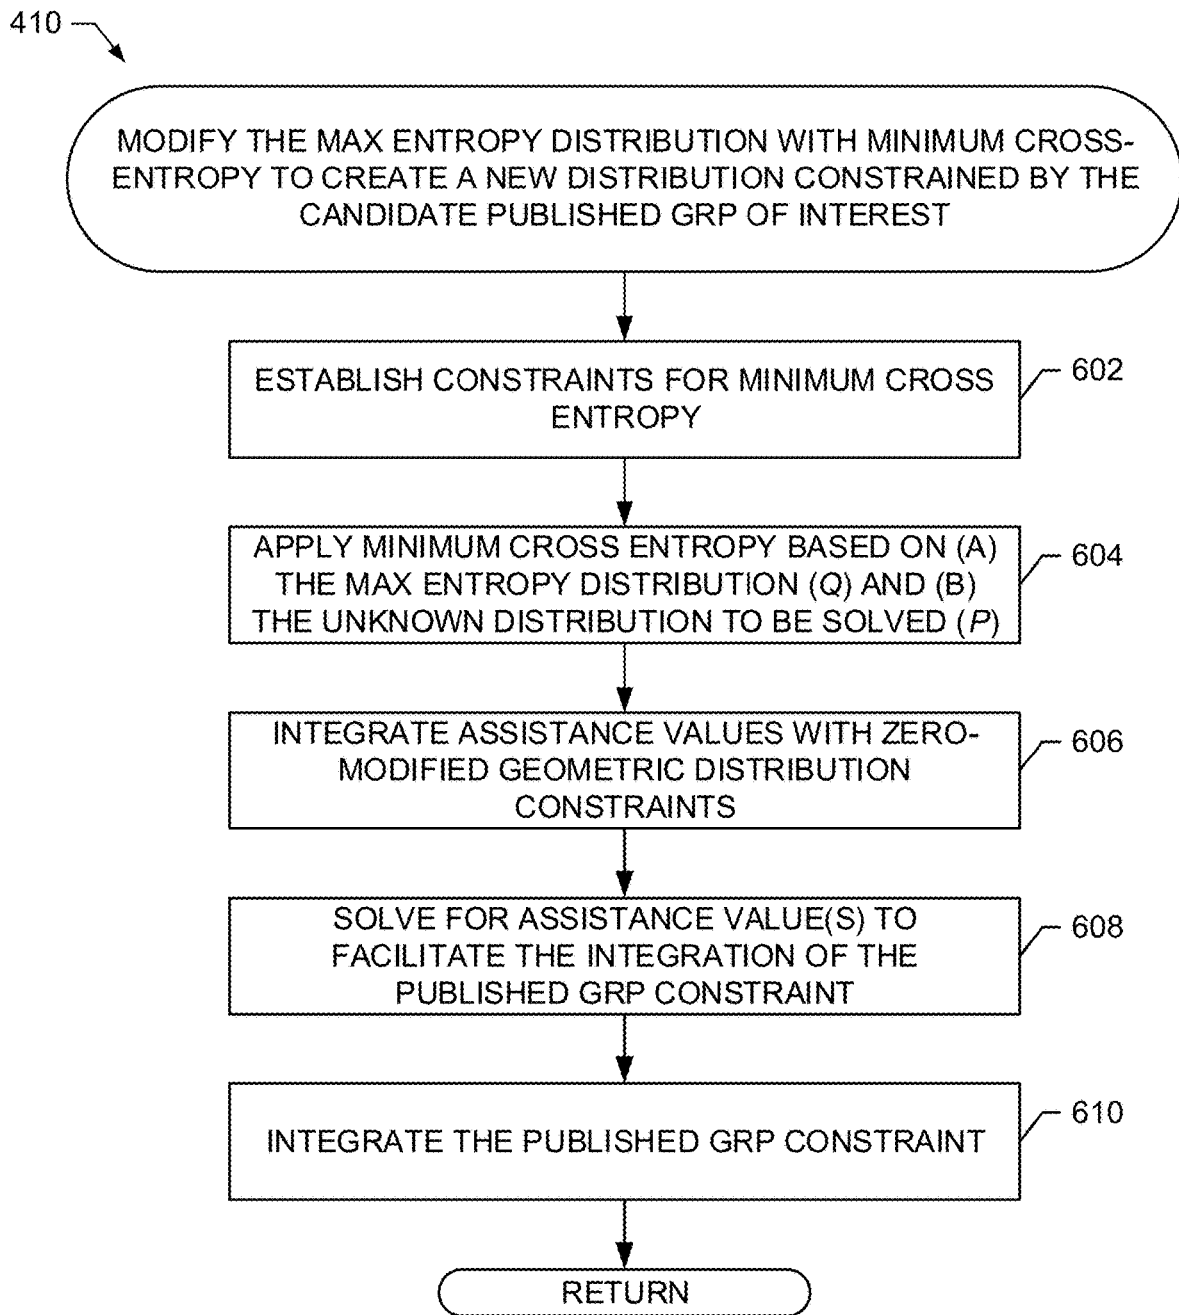 410
MODIFY THE MAX ENTROPY DISTRIBUTION WITH MINIMUM CROSS-
ENTROPY TO CREATE A NEW DISTRIBUTION CONSTRAINED BY THE
CANDIDATE PUBLISHED GRP OF INTEREST
ESTABLISH CONSTRAINTS FOR MINIMUM CROSS
ENTROPY
602
APPLY MINIMUM CROSS ENTROPY BASED ON (A)
THE MAX ENTROPY DISTRIBUTION (Q) AND (B)
THE UNKNOWN DISTRIBUTION TO BE SOLVED (P)
604
INTEGRATE ASSISTANCE VALUES WITH ZERO-
MODIFIED GEOMETRIC DISTRIBUTION
CONSTRAINTS
606
SOLVE FOR ASSISTANCE VALUE(S) TO
FACILITATE THE INTEGRATION OF THE
PUBLISHED GRP CONSTRAINT
608
INTEGRATE THE PUBLISHED GRP CONSTRAINT
610
RETURN